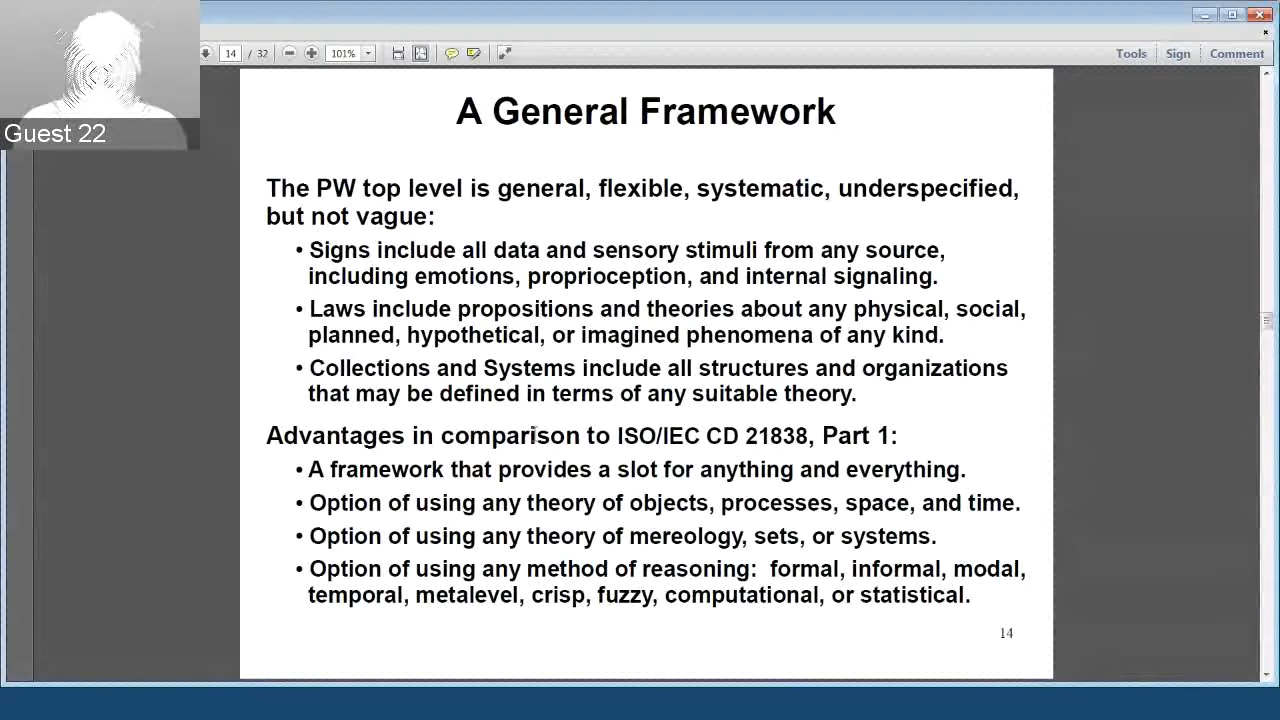 Guest 22
14 / 32
101%
Tools
Sign
Comment
A General Framework
The PW top level is general, flexible, systematic, underspecified,
but not vague:
• Signs include all data and sensory stimuli from any source,
including emotions, proprioception, and internal signaling.
• Laws include propositions and theories about any physical, social,
planned, hypothetical, or imagined phenomena of any kind.
• Collections and Systems include all structures and organizations
that may be defined in terms of any suitable theory.
Advantages in comparison to ISO/IEC CD 21838, Part 1:
• A framework that provides a slot for anything and everything.
• Option of using any theory of objects, processes, space, and time.
• Option of using any theory of mereology, sets, or systems.
• Option of using any method of reasoning:  formal, informal, modal,
temporal, metalevel, crisp, fuzzy, computational, or statistical.
14